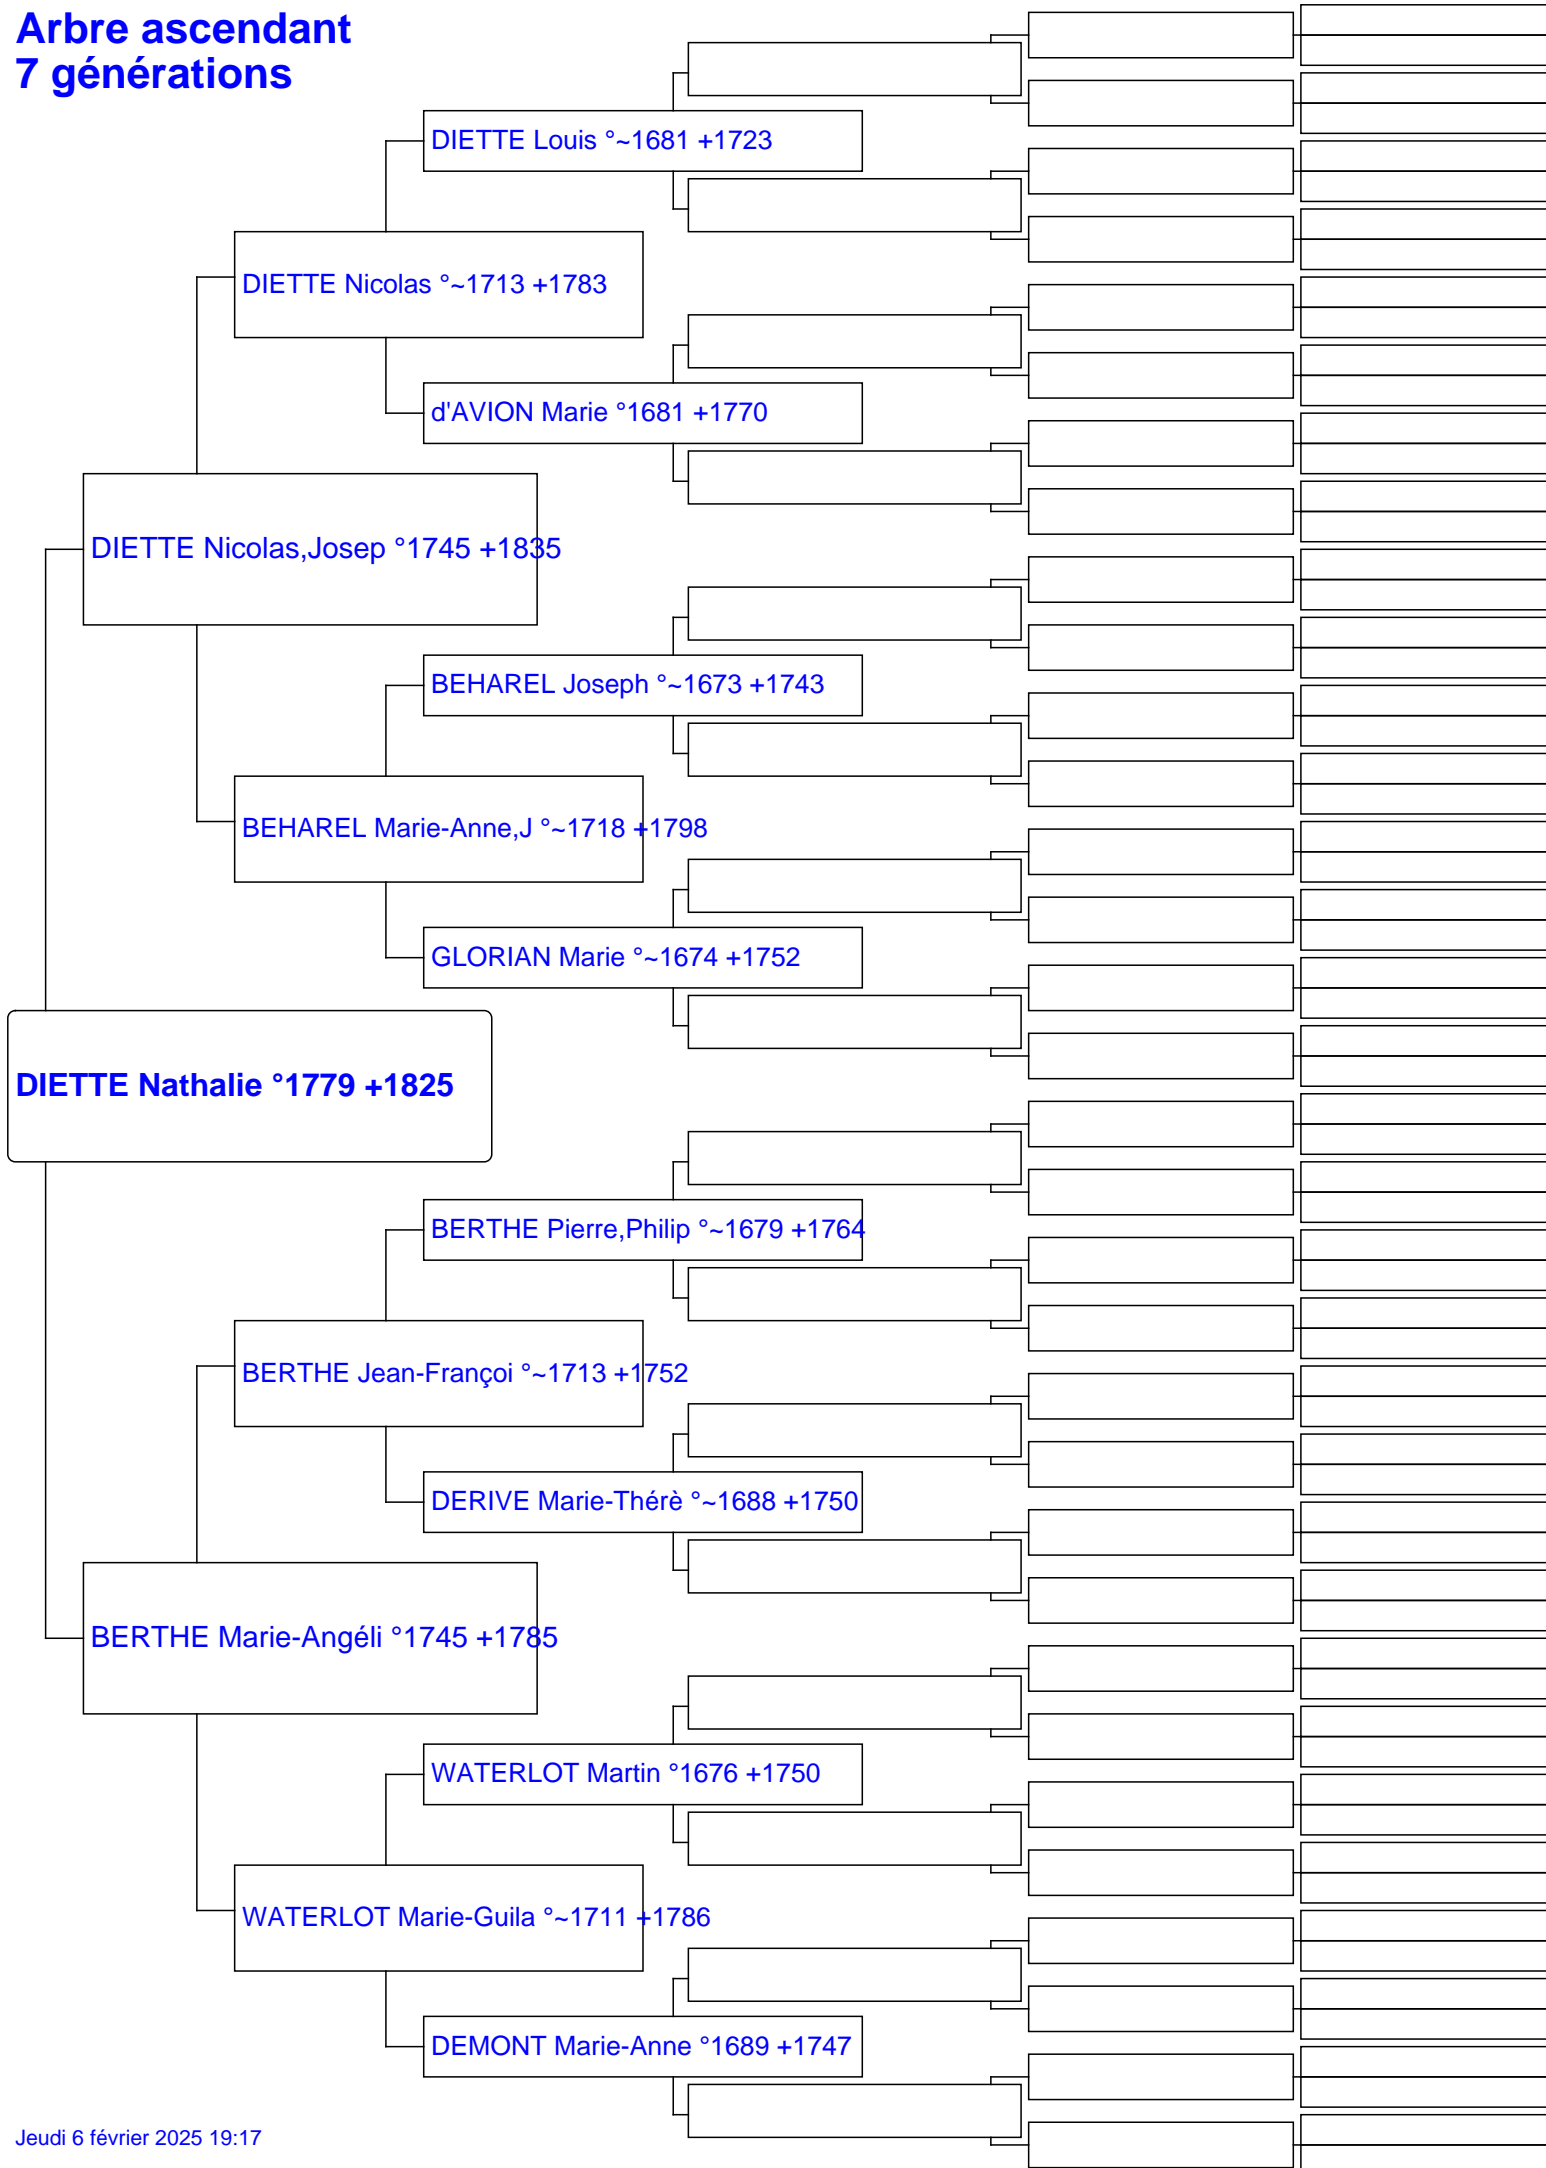 Arbre ascendant
7 générations
DIETTE Louis °~1681 +1723
DIETTE Nicolas °~1713 +1783
d'AVION Marie °1681 +1770
DIETTE Nicolas,Josep °1745 +1835
BEHAREL Joseph °~1673 +1743
BEHAREL Marie-Anne,J °~1718 +1798
GLORIAN Marie °~1674 +1752
DIETTE Nathalie °1779 +1825
BERTHE Pierre,Philip °~1679 +1764
BERTHE Jean-Françoi °~1713 +1752
DERIVE Marie-Thérè °~1688 +1750
BERTHE Marie-Angéli °1745 +1785
WATERLOT Martin °1676 +1750
WATERLOT Marie-Guila °~1711 +1786
DEMONT Marie-Anne °1689 +1747
Jeudi 6 février 2025 19:17